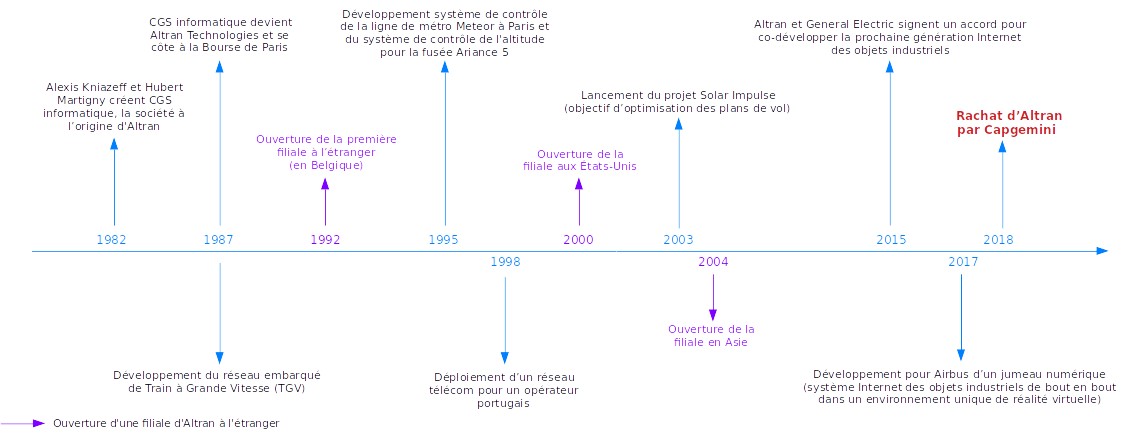 Alexis Kniazeff et Hubert
Martigny créent CGS
informatique, la société à
l’origine d'Altran
CGS informatique devient
Altran Technologies et se
côte à la Bourse de Paris
Ouverture de la première
filiale à l’étranger
(en Belgique)
Développement système de contrôle
de la ligne de métro Meteor à Paris et
du système de contrôle de l'altitude
pour la fusée Ariance 5
Ouverture de la
filiale aux États-Unis
Lancement du projet Solar Impulse
(objectif d’optimisation des plans de vol)
Altran et General Electric signent un accord pour
co-développer la prochaine génération Internet
des objets industriels
Rachat d’Altran
par Capgemini
1982
1987
1992
1995
2000
2003
2015
2018
1998
2004
2017
Développement du réseau embarqué
de Train à Grande Vitesse (TGV)
Déploiement d’un réseau
télécom pour un opérateur
portugais
Ouverture de la
filiale en Asie
Développement pour Airbus d’un jumeau numérique
(système Internet des objets industriels de bout en bout
dans un environnement unique de réalité virtuelle)
Ouverture d'une filiale d'Altran à l'étranger